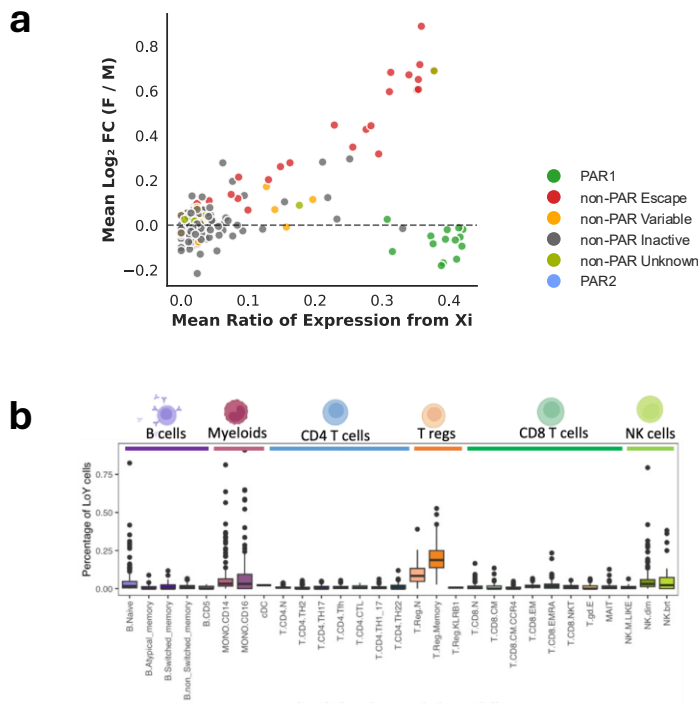 a
Mean Log₂ FC (F / M)
0.8
0.6
0.4
0.2
0.0
−0.2
0.0 0.1 0.2 0.3 0.4
Mean Ratio of Expression from Xi
PAR1
non-PAR Escape
non-PAR Variable
non-PAR Inactive
non-PAR Unknown
PAR2
b
B cells Myeloids CD4 T cells T regs CD8 T cells NK cells
Percentage of LoY cells
0.75
0.25
0.00
B.Naive
B.Atypical_memory
B.Switched_memory
B.non_Switched_memory
B.CD5
MONO.CD14
MONO.CD16
cDC
T.CD4.N
T.CD4.TH2
T.CD4.TH17
T.CD4.Tfh
T.CD4.CTL
T.CD4.TH1_17
T.CD4.TH22
T.Reg.N
T.Reg.Memory
T.Reg.KLRB1
T.CD8.N
T.CD8.CM
T.CD8.CM.CCR4
T.CD8.EM
T.CD8.EMRA
T.CD8.NKT
T.gd.E
MAIT
NK.M.LIKE
NK.dim
NK.brt